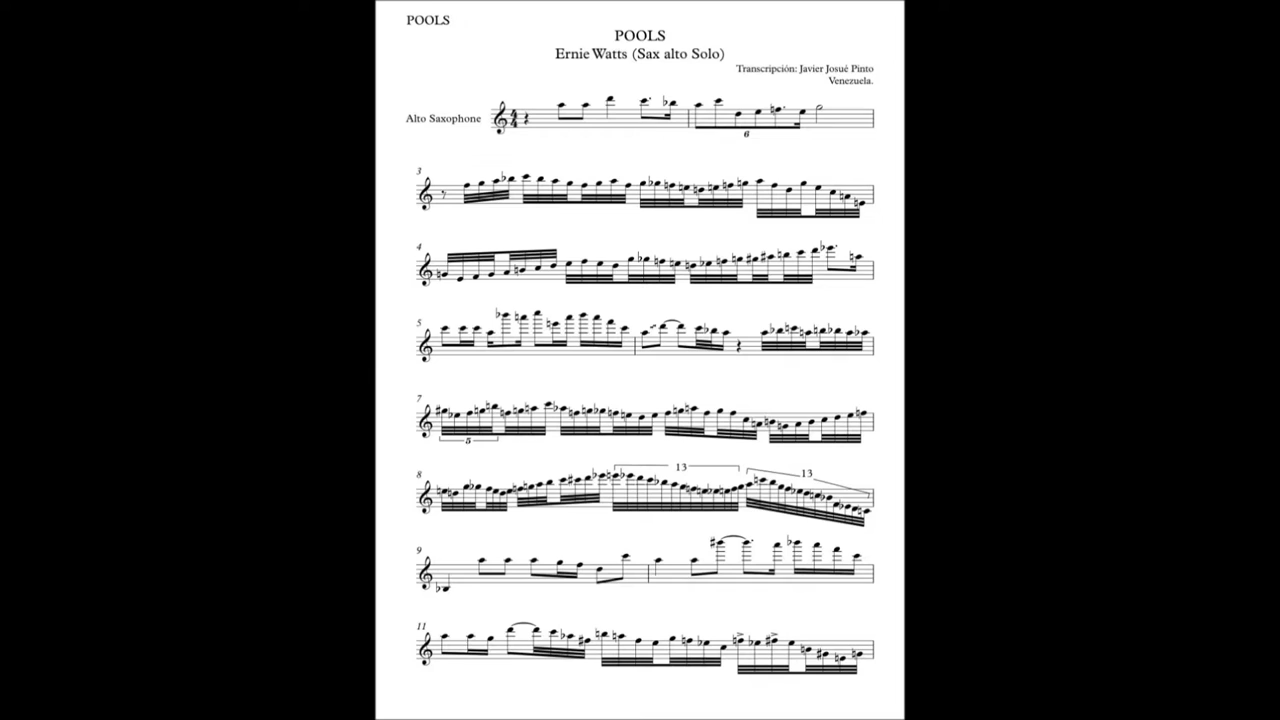 POOLS
POOLS
Ernie Watts (Sax alto Solo)
Transcripción: Javier Josué Pinto
Venezuela.
Alto Saxophone
6
3
4
5
7
5
8
13
13
9
11